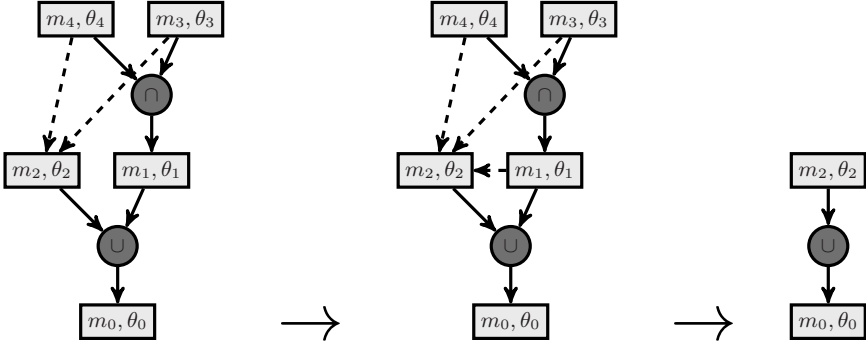 m₄, θ₄ m₃, θ₃ m₄, θ₄ m₃, θ₃
∩ ∩
m₂, θ₂ m₁, θ₁ m₂, θ₂ m₁, θ₁ m₂, θ₂
∪ ∪ ∪
m₀, θ₀ → m₀, θ₀ → m₀, θ₀